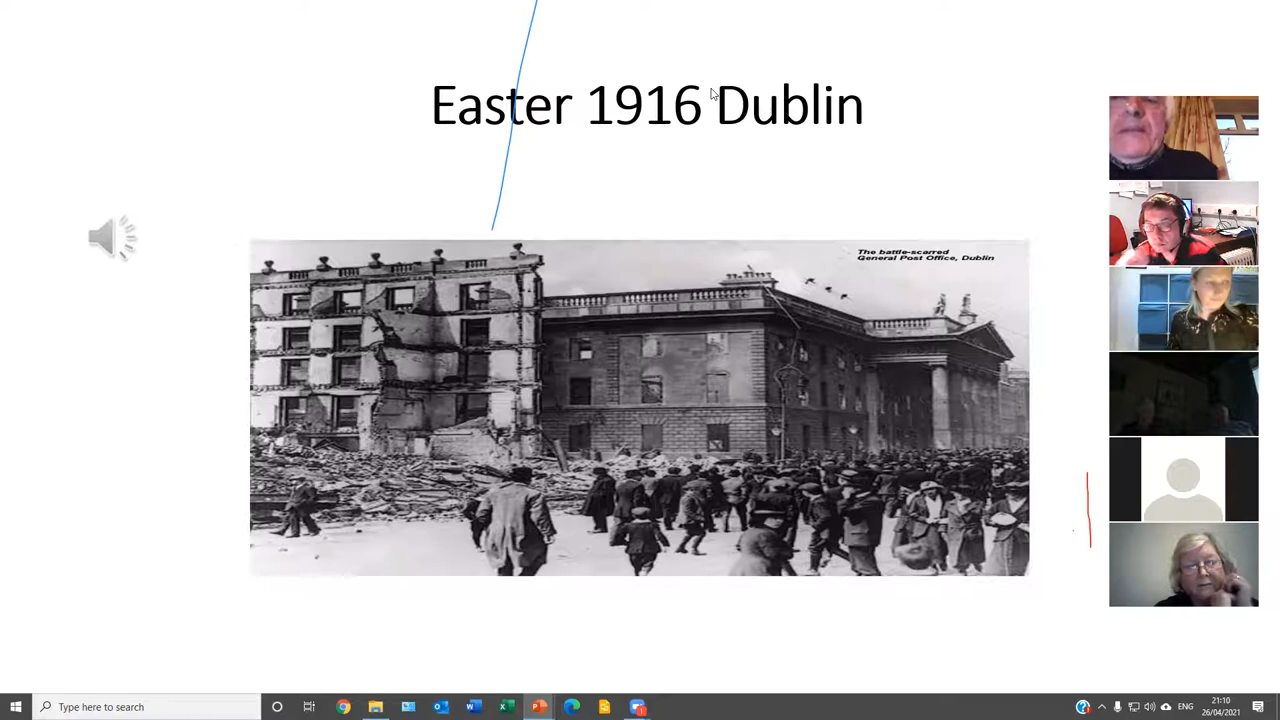 Easter 1916 Dublin
The battle-scarred
General Post Office, Dublin
Type here to search
ENG
21:10
26/04/2021